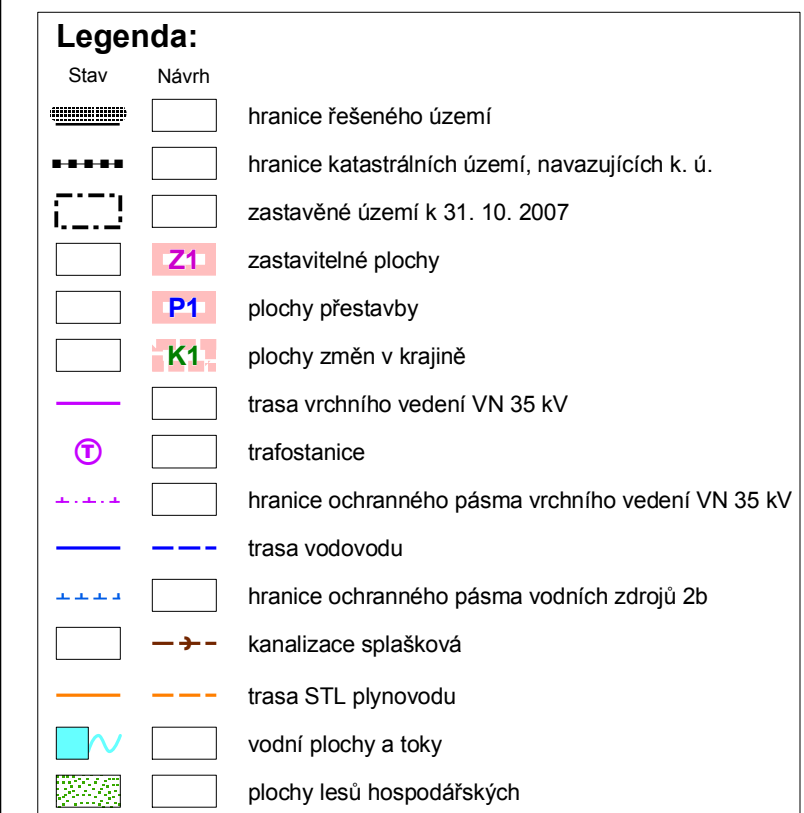 Legenda:
Stav Návrh
hranice řešeného území
hranice katastrálních území, navazujících k. ú.
zastavěné území k 31. 10. 2007
Z1 zastavitelné plochy
P1 plochy přestavby
K1 plochy změn v krajině
trasa vrchního vedení VN 35 kV
T trafostanice
hranice ochranného pásma vrchního vedení VN 35 kV
trasa vodovodu
hranice ochranného pásma vodních zdrojů 2b
kanalizace splašková
trasa STL plynovodu
vodní plochy a toky
plochy lesů hospodářských